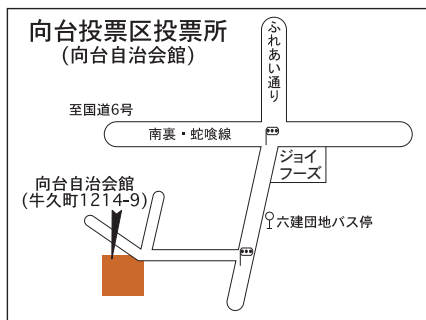 向台投票区投票所
(向台自治会館)
ふれあい通り
至国道6号
南裏・蛇喰線
ジョイ
フーズ
向台自治会館
(牛久町1214-9)
六建団地バス停